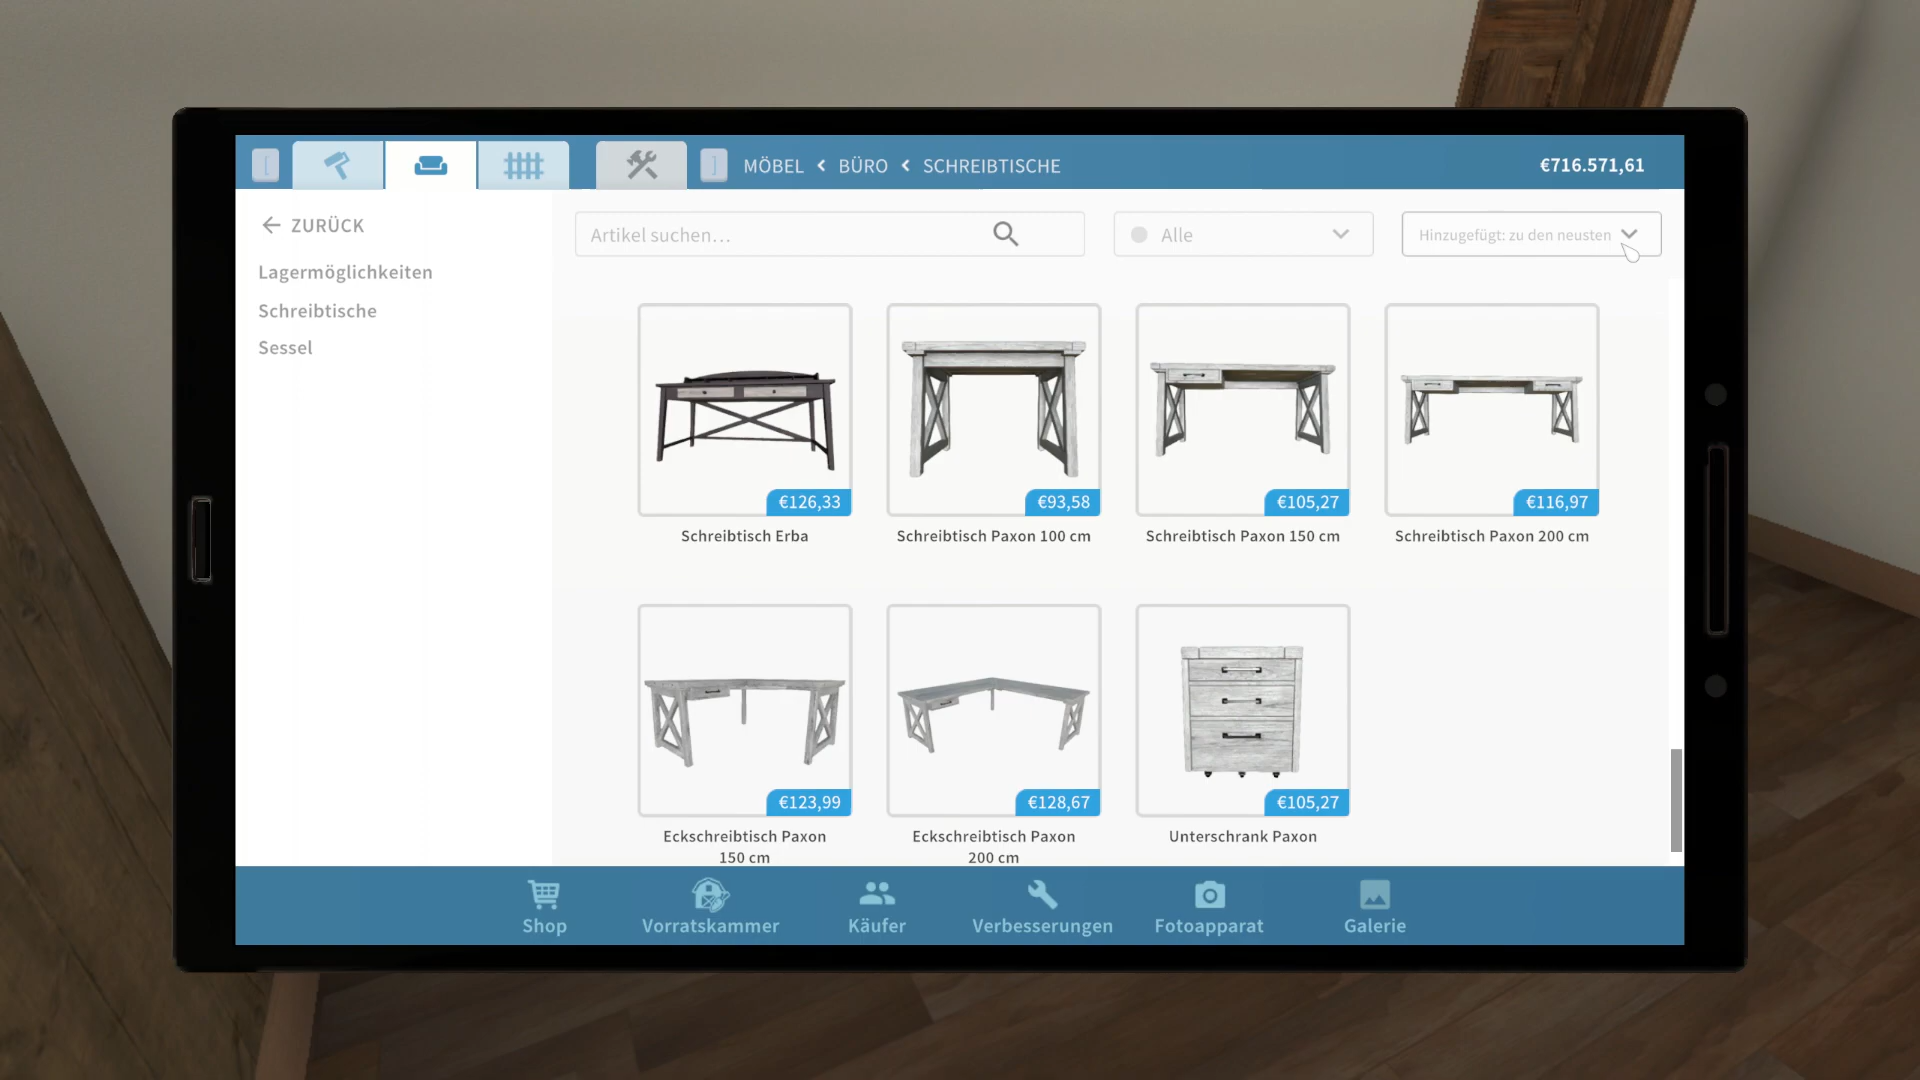 [
]
MÖBEL < BÜRO < SCHREIBTISCHE
€716.571,61
ZURÜCK
Lagermöglichkeiten
Schreibtische
Sessel
Artikel suchen...
Alle
Hinzugefügt: zu den neusten
€126,33
€93,58
€105,27
€116,97
Schreibtisch Erba
Schreibtisch Paxon 100 cm
Schreibtisch Paxon 150 cm
Schreibtisch Paxon 200 cm
€123,99
€128,67
€105,27
Eckschreibtisch Paxon
150 cm
Eckschreibtisch Paxon
200 cm
Unterschrank Paxon
Shop
Vorratskammer
Käufer
Verbesserungen
Fotoapparat
Galerie